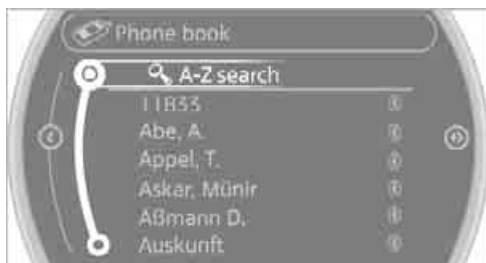 Phone book
A-Z search
11833
Abe, A.
Appel, T.
Askar, Münir
Aßmann D.
Auskunft